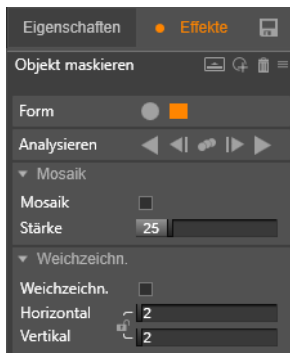 Eigenschaften Effekte
Objekt maskieren
Form
Analysieren
Mosaik
Mosaik
Stärke 25
Weichzeichn.
Weichzeichn.
Horizontal 2
Vertikal 2